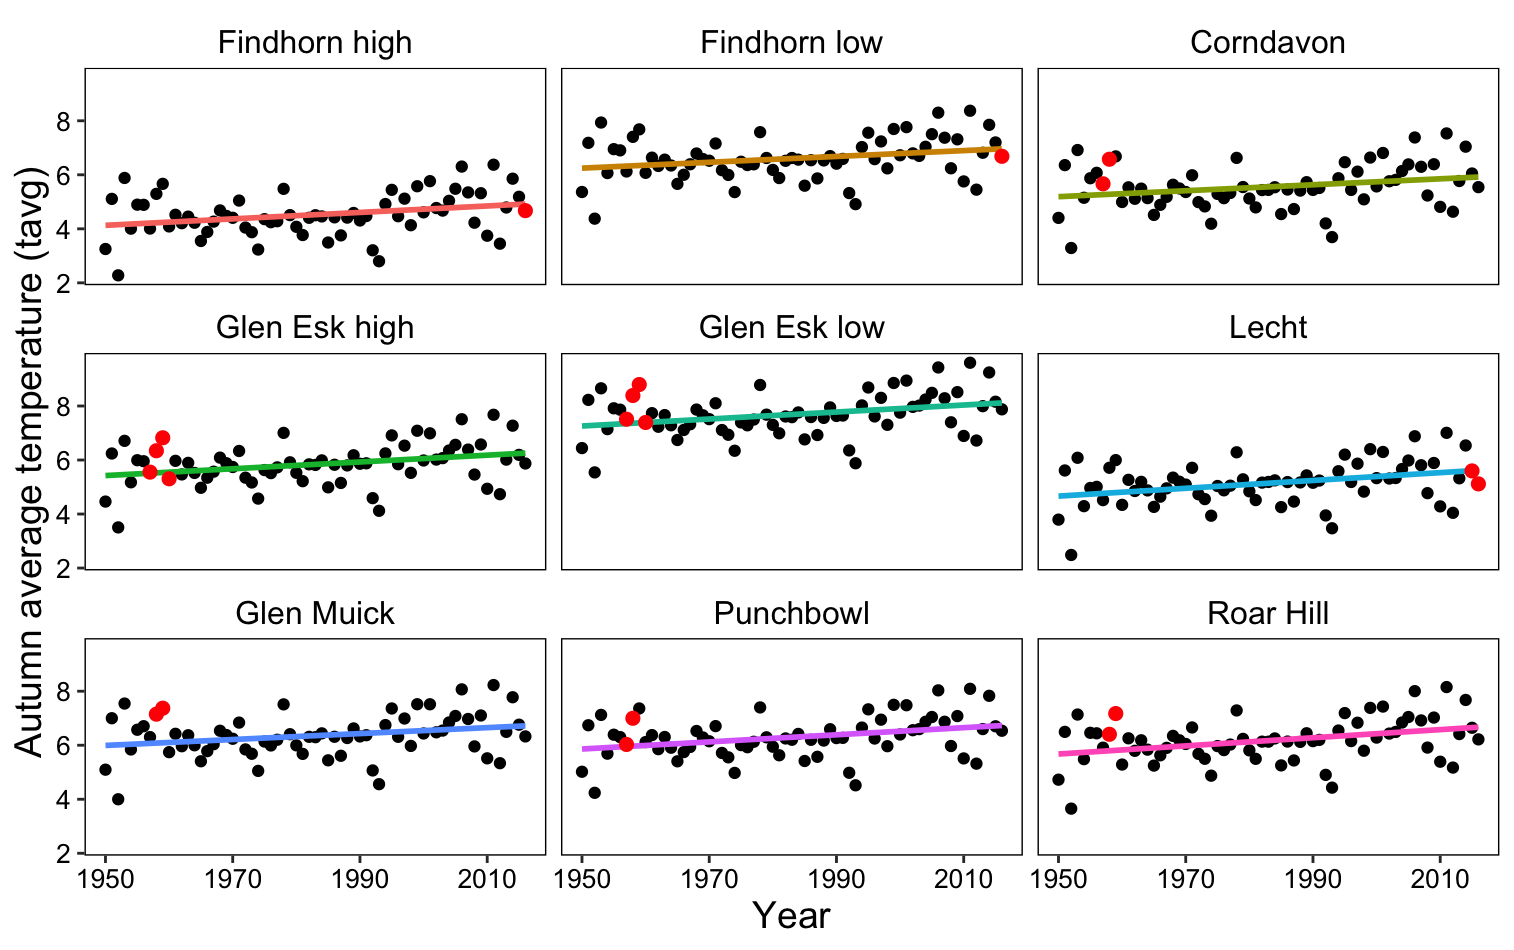 Findhorn high
Findhorn low
Corndavon
8
6
4
2
Glen Esk high
Glen Esk low
Lecht
8
6
4
2
Glen Muick
Punchbowl
Roar Hill
8
6
4
2
1950 1970 1990 2010
1950 1970 1990 2010
1950 1970 1990 2010
Autumn average temperature (tavg)
Year